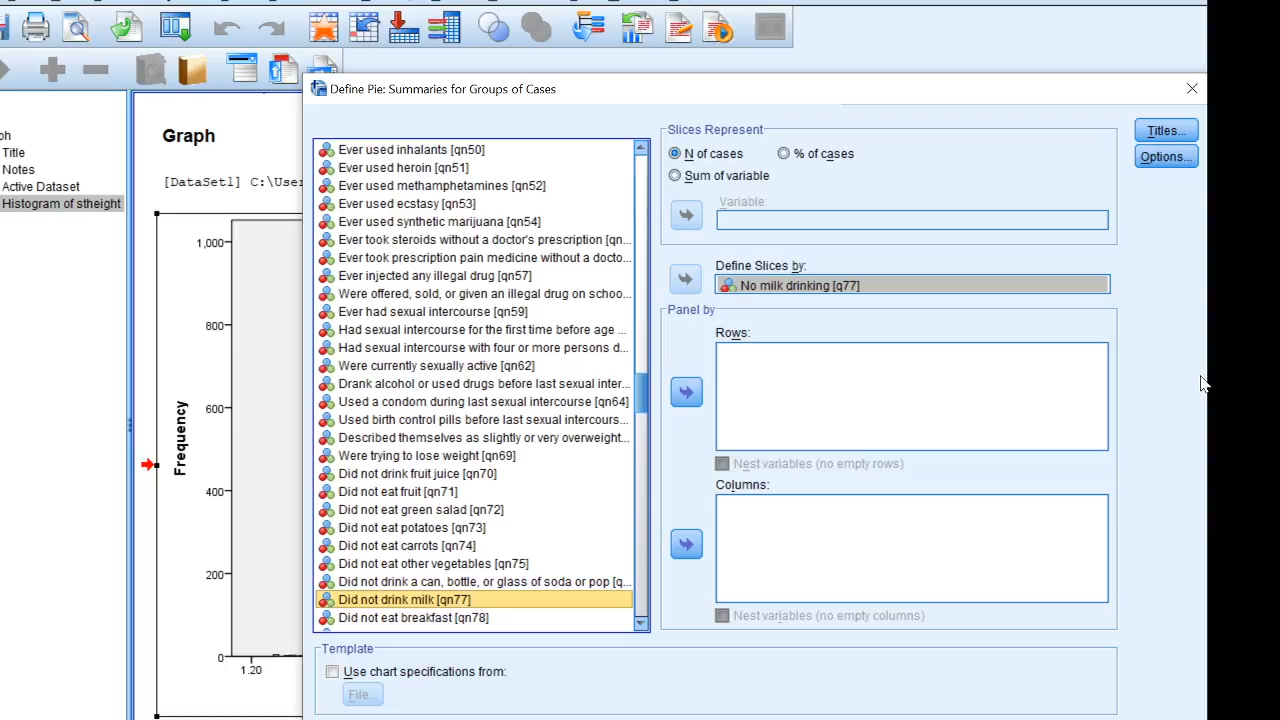 Define Pie: Summaries for Groups of Cases
ph
Title
Notes
Active Dataset
Histogram of stheight
Graph
[DataSet1] C:\User
1,000
800
600
400
200
0
1.20
Frequency
Ever used inhalants [qn50]
Ever used heroin [qn51]
Ever used methamphetamines [qn52]
Ever used ecstasy [qn53]
Ever used synthetic marijuana [qn54]
Ever took steroids without a doctor's prescription [qn...
Ever took prescription pain medicine without a docto...
Ever injected any illegal drug [qn57]
Were offered, sold, or given an illegal drug on schoo...
Ever had sexual intercourse [qn59]
Had sexual intercourse for the first time before age ...
Had sexual intercourse with four or more persons d...
Were currently sexually active [qn62]
Drank alcohol or used drugs before last sexual inter...
Used a condom during last sexual intercourse [qn64]
Used birth control pills before last sexual intercours...
Described themselves as slightly or very overweight...
Were trying to lose weight [qn69]
Did not drink fruit juice [qn70]
Did not eat fruit [qn71]
Did not eat green salad [qn72]
Did not eat potatoes [qn73]
Did not eat carrots [qn74]
Did not eat other vegetables [qn75]
Did not drink a can, bottle, or glass of soda or pop [q...
Did not drink milk [qn77]
Did not eat breakfast [qn78]
Slices Represent
N of cases
% of cases
Sum of variable
Variable:
Define Slices by:
No milk drinking [q77]
Panel by
Rows:
Nest variables (no empty rows)
Columns:
Nest variables (no empty columns)
Titles...
Options...
Template
Use chart specifications from:
File...